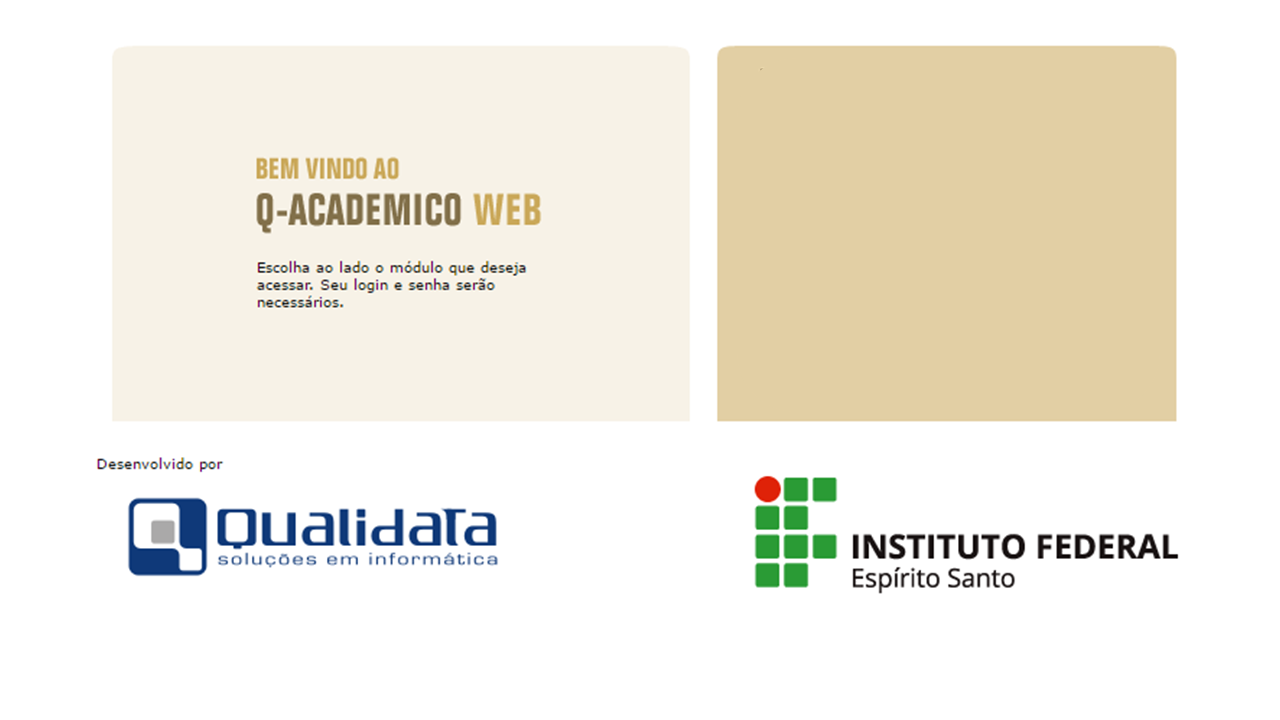 BEM VINDO AO
Q-ACADEMICO WEB
Escolha ao lado o módulo que deseja
acessar. Seu login e senha serão
necessários.
Desenvolvido por
Qualidata
soluções em informática
INSTITUTO FEDERAL
Espírito Santo